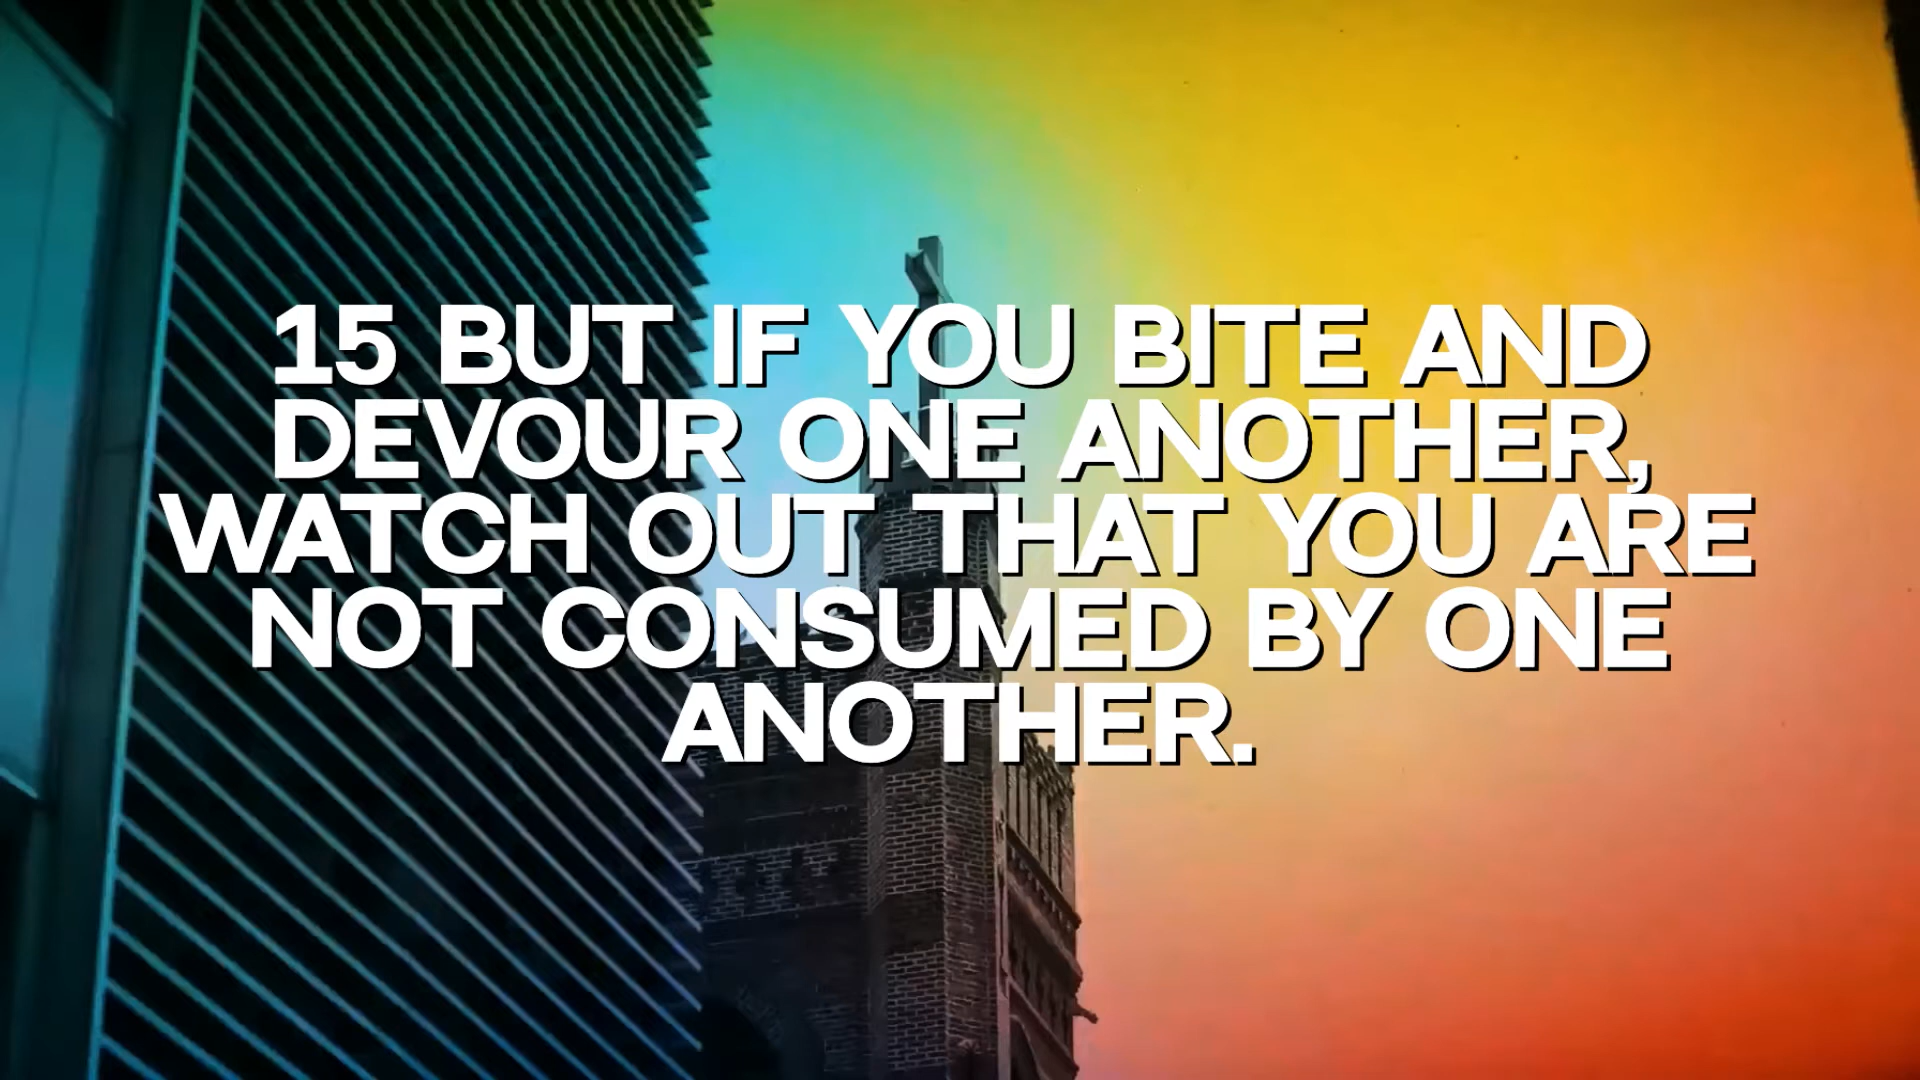 15 BUT IF YOU BITE AND
DEVOUR ONE ANOTHER,
WATCH OUT THAT YOU ARE
NOT CONSUMED BY ONE
ANOTHER.